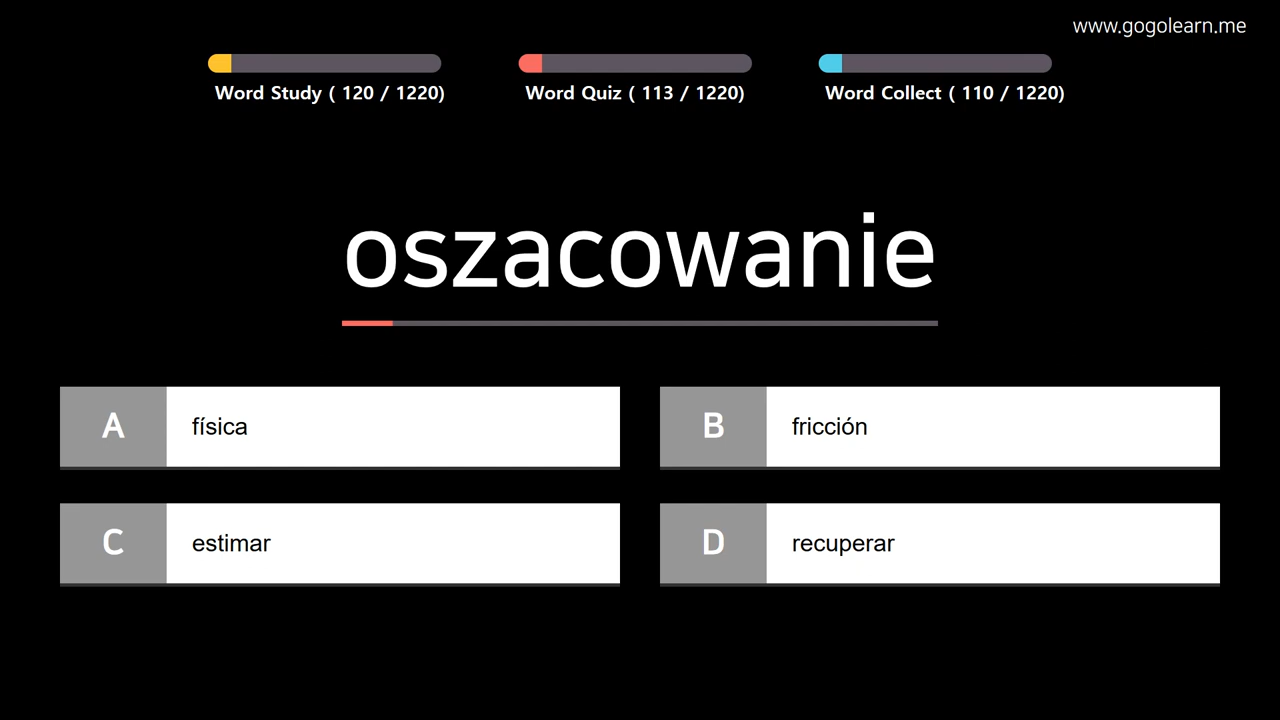 www.gogolearn.me
Word Study ( 120 / 1220)
Word Quiz ( 113 / 1220)
Word Collect ( 110 / 1220)
oszacowanie
A
física
B
fricción
C
estimar
D
recuperar